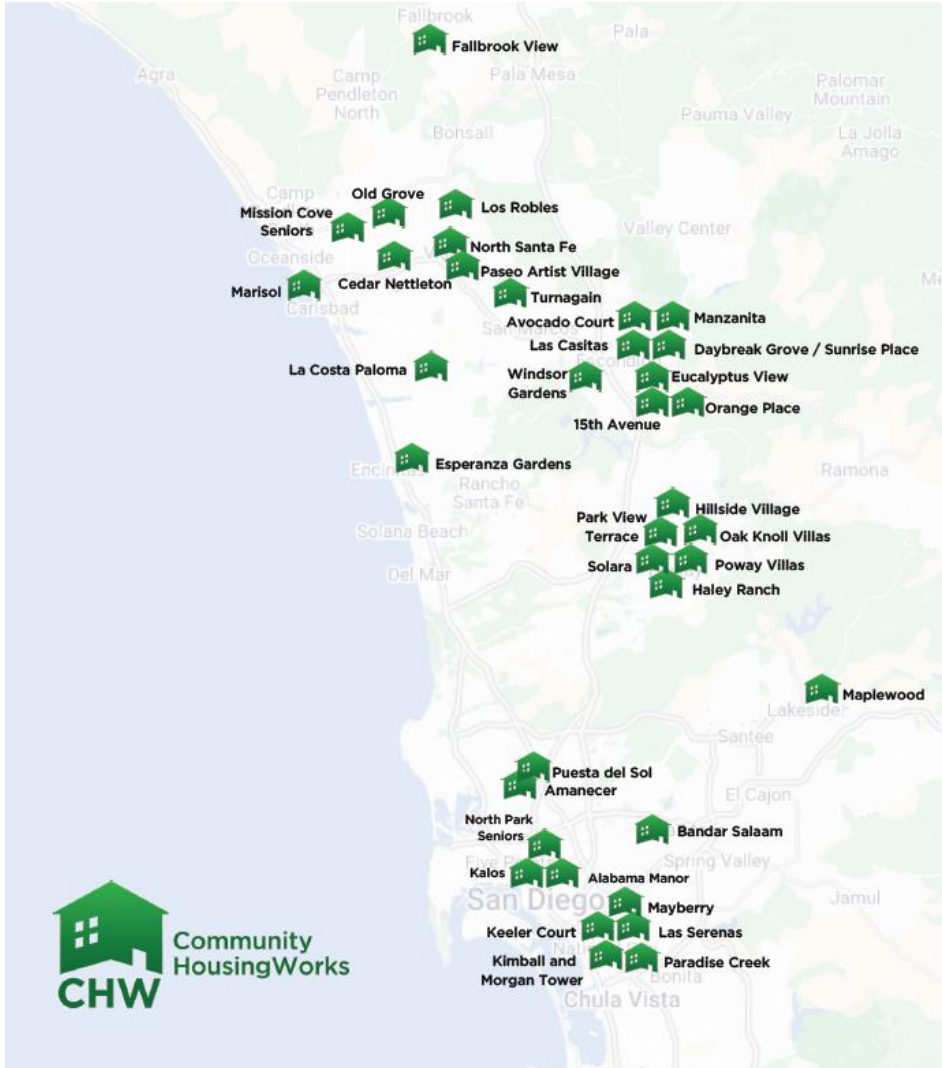 Fallbrook
Fallbrook View
Pala
Agra
Camp
Pendleton
North
Pala Mesa
Palomar
Mountain
Pauma Valley
La Jolla
Amago
Bonsall
Camp
Old Grove
Los Robles
Mission Cove
Seniors
Valley Center
North Santa Fe
Oceanside
Cedar Nettleton
Paseo Artist Village
Marisol
Carlsbad
Turnagain
San Marcos
Avocado Court
Manzanita
Las Casitas
Daybreak Grove / Sunrise Place
La Costa Paloma
Windsor
Gardens
Eucalyptus View
Orange Place
15th Avenue
Esperanza Gardens
Rancho
Santa Fe
Ramona
Hillside Village
Park View
Terrace
Oak Knoll Villas
Solana Beach
Solara
Poway Villas
Del Mar
Haley Ranch
Maplewood
Lakeside
Santee
Puesta del Sol
Amanecer
El Cajon
North Park
Seniors
Bandar Salaam
Spring Valley
Kalos
Alabama Manor
San Diego
Jamul
Mayberry
Keeler Court
Las Serenas
Kimball and
Morgan Tower
Paradise Creek
Bonita
Chula Vista
Community
HousingWorks
CHW